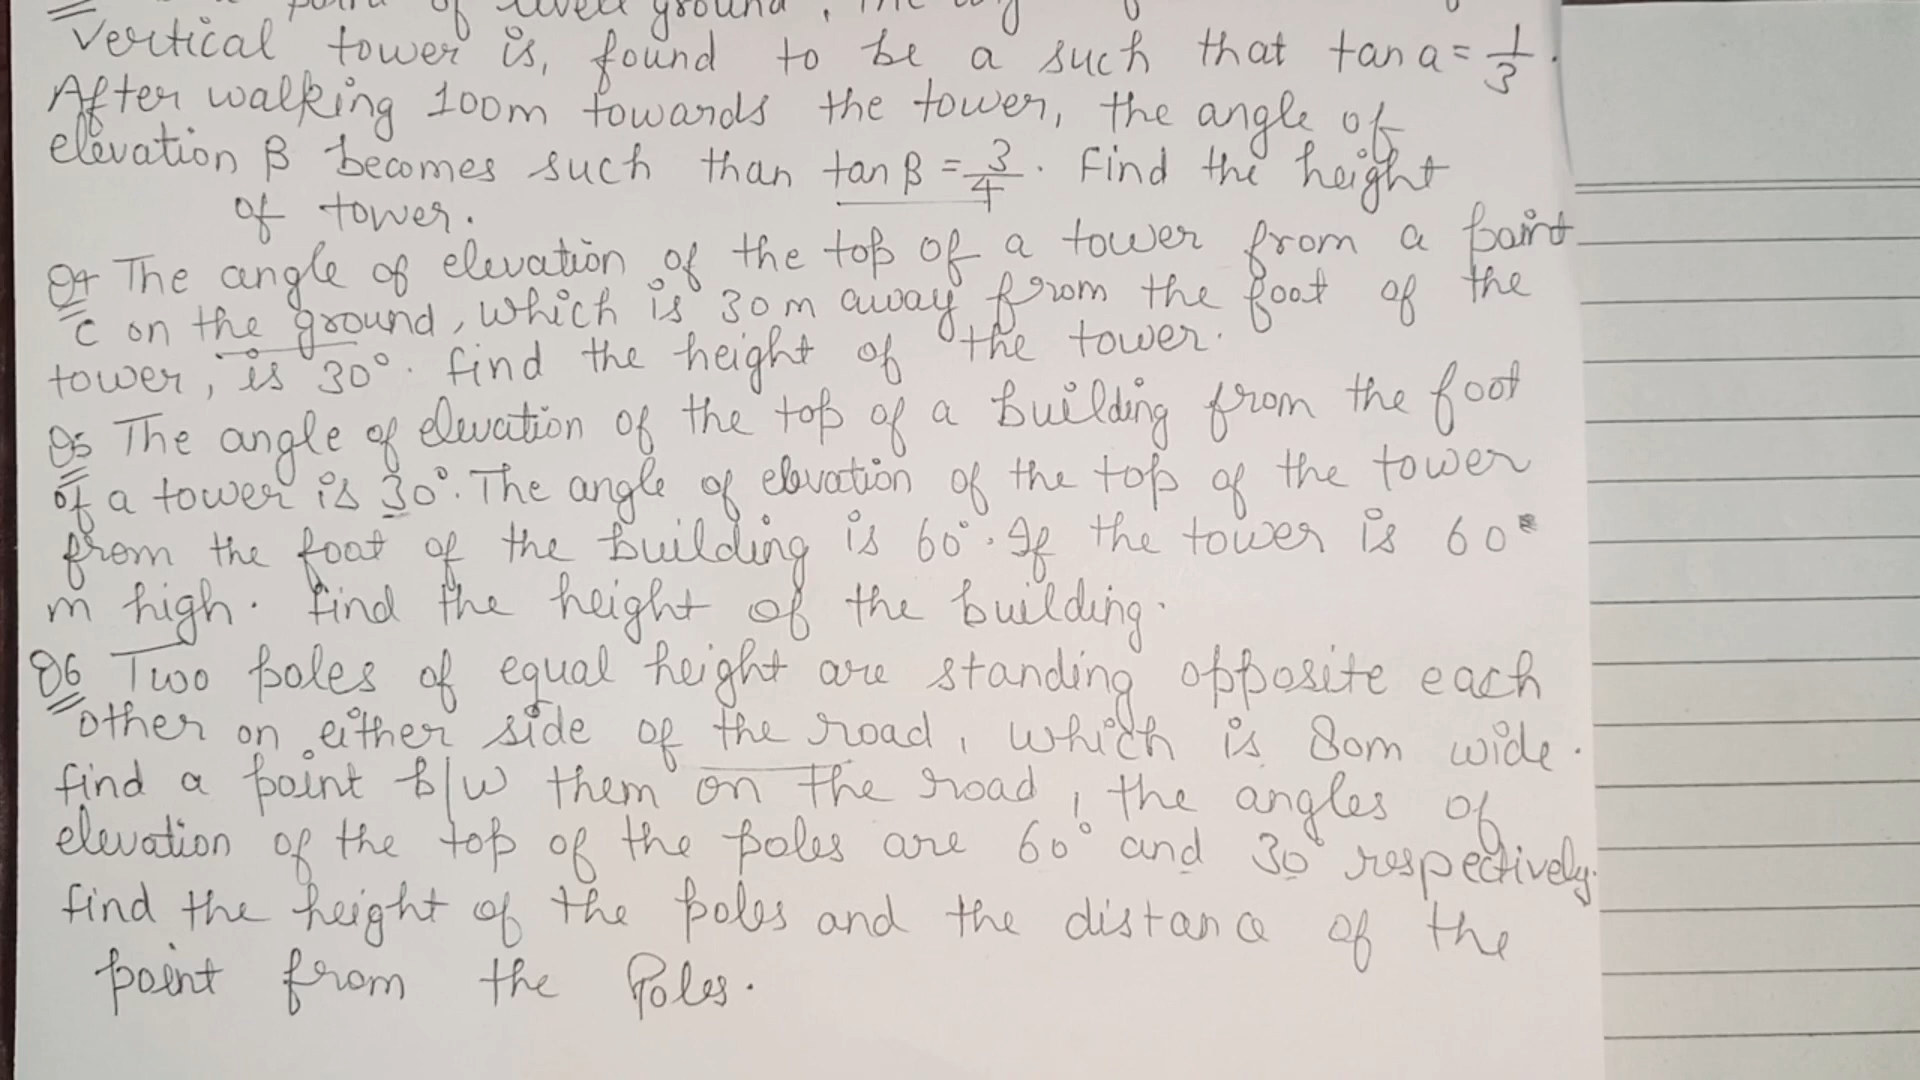 a point of level ground, the
vertical tower is, found to be a such that tan a = 1/3.
After walking 100m towards the tower, the angle of
elevation β becomes such than tan β = 3/4. Find the height
of tower.
Q4 The angle of elevation of the top of a tower from a point
C on the ground, which is 30m away from the foot of the
tower, is 30°. find the height of the tower.
Q5 The angle of elevation of the top of a building from the foot
of a tower is 30°. The angle of elevation of the top of the tower
from the foot of the building is 60°. If the tower is 60
m high. find the height of the building.
Q6 Two poles of equal height are standing opposite each
other on either side of the road, which is 80m wide.
find a point b/w them on the road, the angles of
elevation of the top of the poles are 60° and 30° respectively.
find the height of the poles and the distance of the
point from the Poles.